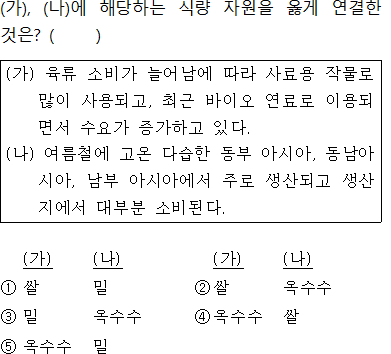 (가), (나)에 해당하는 식량 자원을 옳게 연결한
것은? (      )
(가) 육류 소비가 늘어남에 따라 사료용 작물로
많이 사용되고, 최근 바이오 연료로 이용되
면서 수요가 증가하고 있다.
(나) 여름철에 고온 다습한 동부 아시아, 동남아
시아, 남부 아시아에서 주로 생산되고 생산
지에서 대부분 소비된다.
(가) (나) (가) (나)
① 쌀 밀 ② 쌀 옥수수
③ 밀 옥수수 ④ 옥수수 쌀
⑤ 옥수수 밀